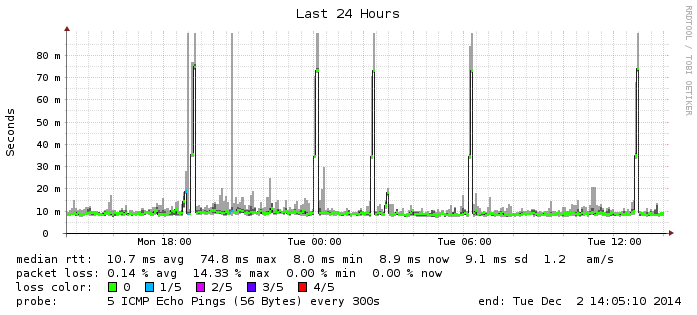 Last 24 Hours
RRDTOOL / TOBI OETIKER
Seconds
80 m
70 m
60 m
50 m
40 m
30 m
20 m
10 m
0
Mon 18:00 Tue 00:00 Tue 06:00 Tue 12:00
median rtt: 10.7 ms avg 74.8 ms max 8.0 ms min 8.9 ms now 9.1 ms sd 1.2 am/s
packet loss: 0.14 % avg 14.33 % max 0.00 % min 0.00 % now
loss color: 0 1/5 2/5 3/5 4/5
probe: 5 ICMP Echo Pings (56 Bytes) every 300s end: Tue Dec 2 14:05:10 2014